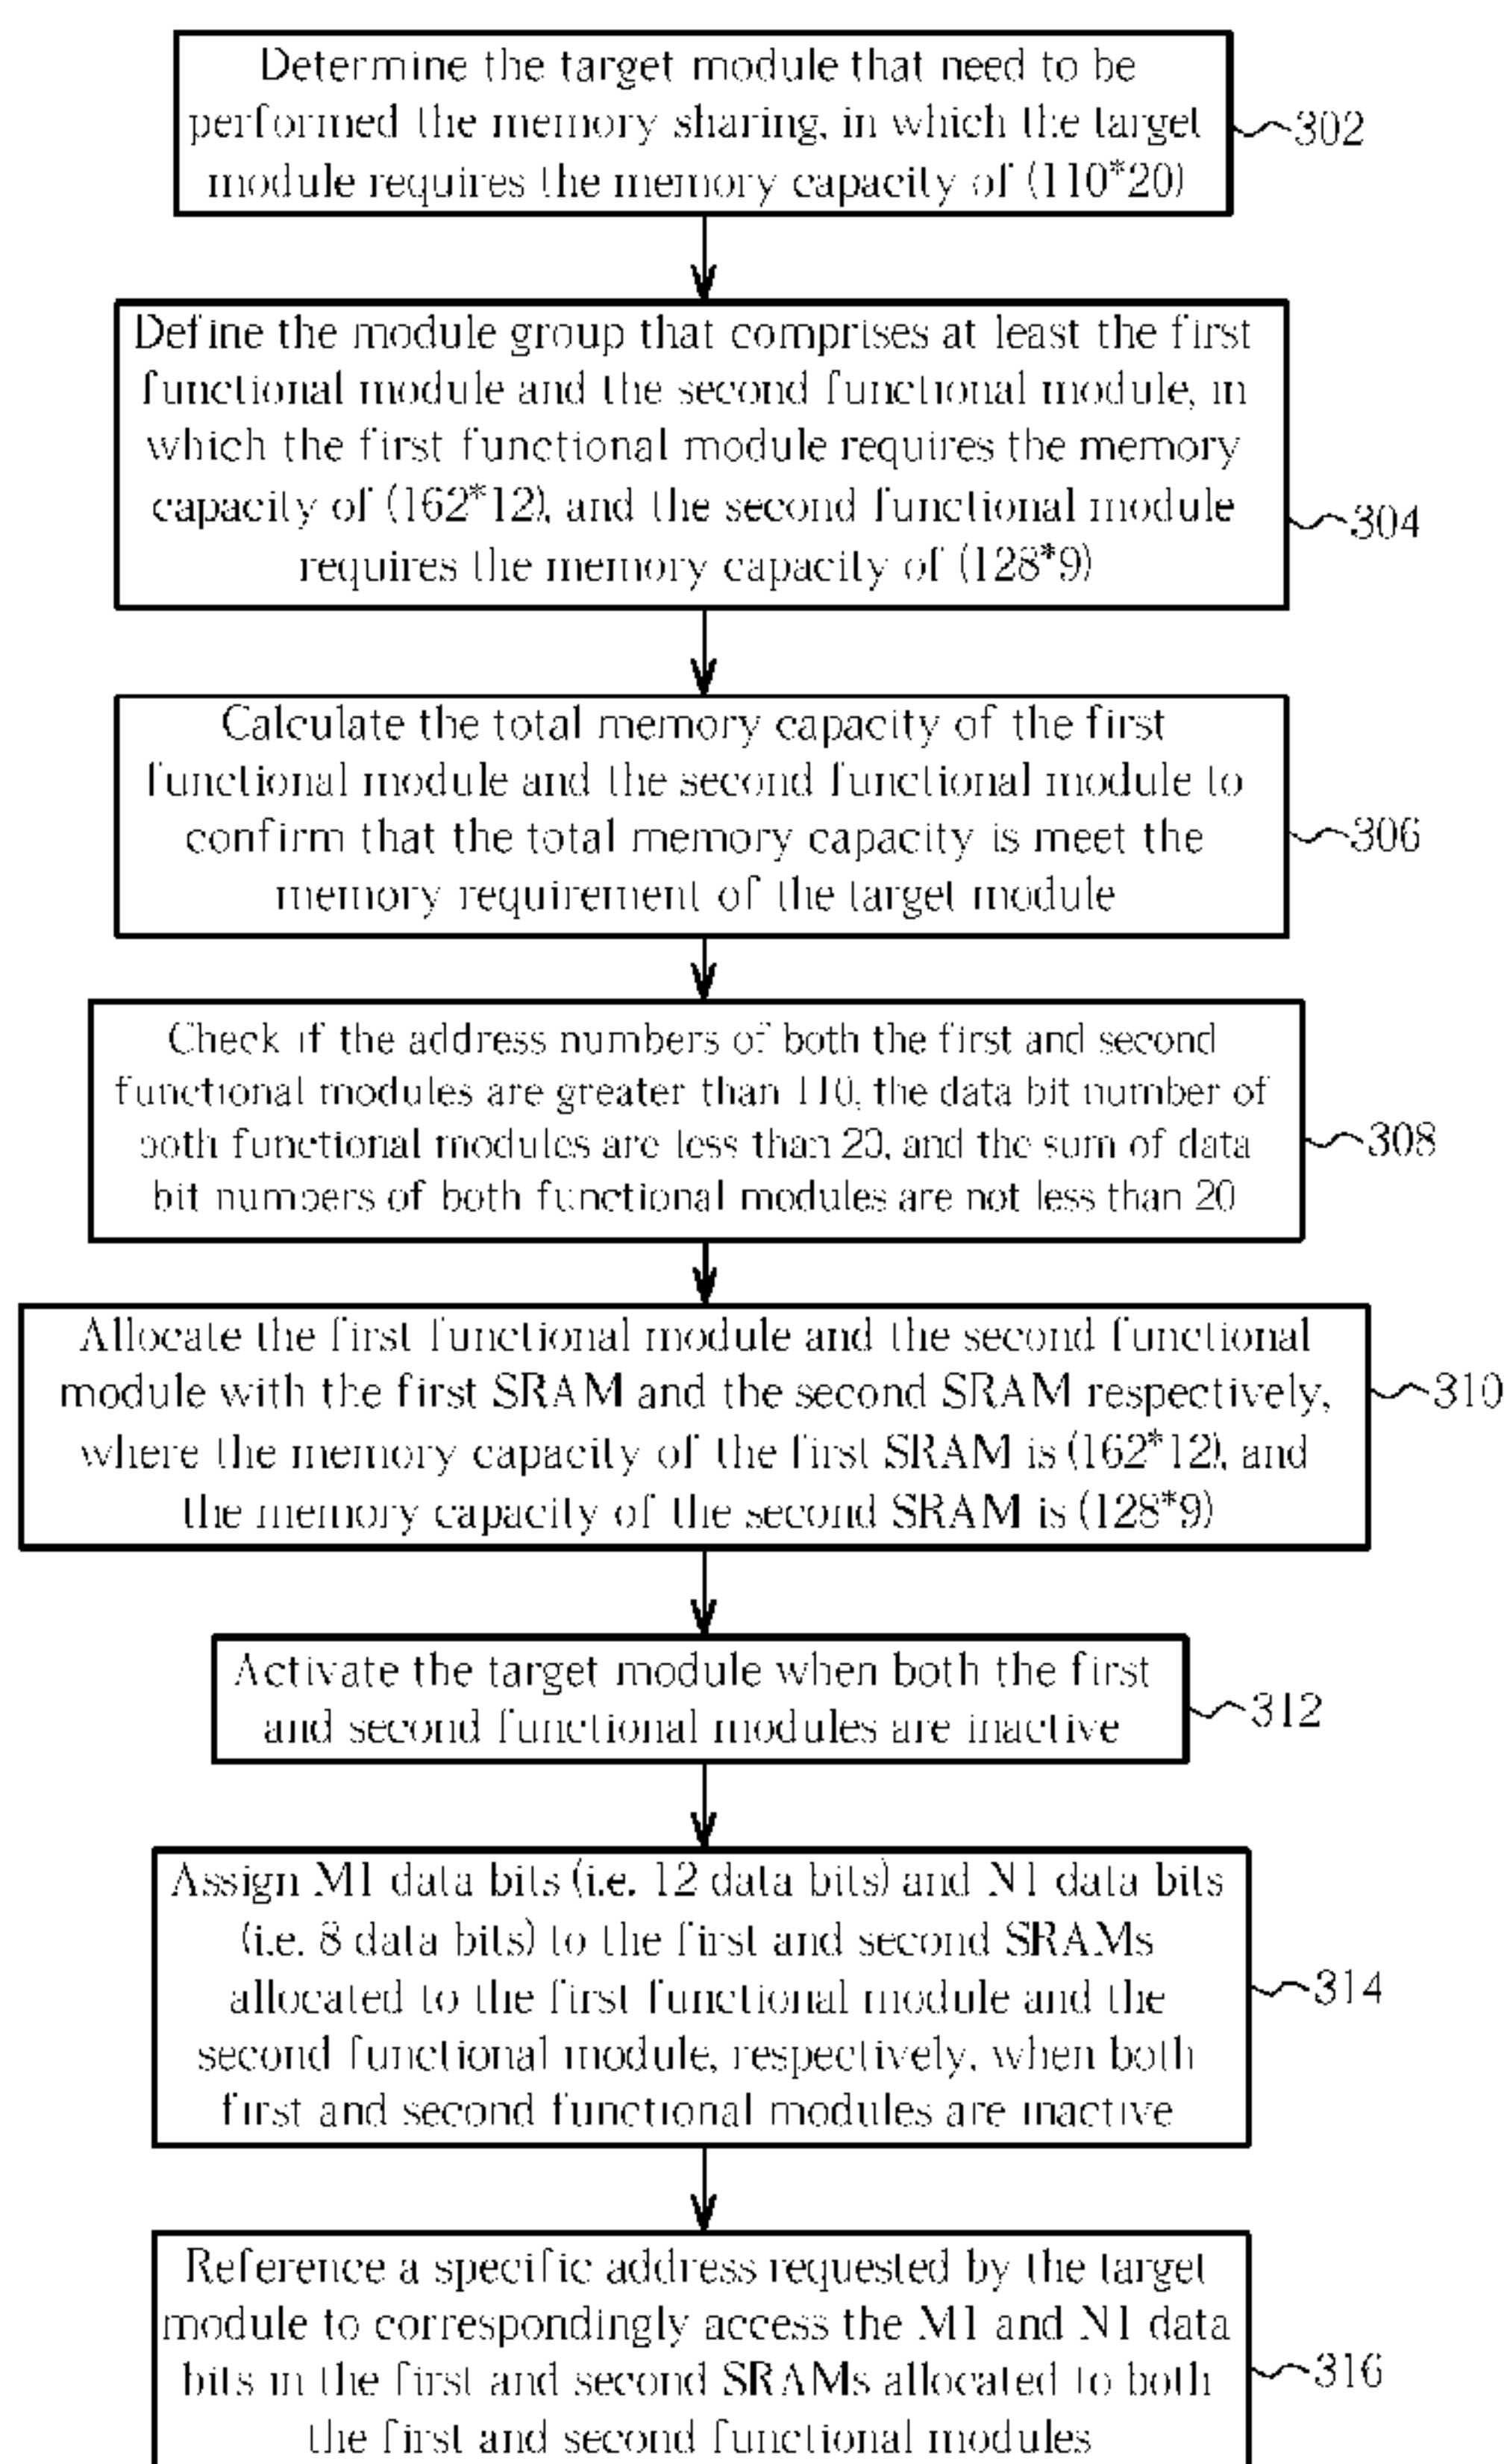 Determine the target module that need to be
performed the memory sharing, in which the target
module requires the memory capacity of (110*20)
302
Define the module group that comprises at least the first
functional module and the second functional module, in
which the first functional module requires the memory
capacity of (162*12), and the second functional module
requires the memory capacity of (128*9)
304
Calculate the total memory capacity of the first
functional module and the second functional module to
confirm that the total memory capacity is meet the
memory requirement of the target module
306
Check if the address numbers of both the first and second
functional modules are greater than 110, the data bit number of
both functional modules are less than 20, and the sum of data
bit numbers of both functional modules are not less than 20
308
Allocate the first functional module and the second functional
module with the first SRAM and the second SRAM respectively,
where the memory capacity of the first SRAM is (162*12), and
the memory capacity of the second SRAM is (128*9)
310
Activate the target module when both the first
and second functional modules are inactive
312
Assign M1 data bits (i.e. 12 data bits) and N1 data bits
(i.e. 8 data bits) to the first and second SRAMs
allocated to the first functional module and the
second functional module, respectively, when both
first and second functional modules are inactive
314
Reference a specific address requested by the target
module to correspondingly access the M1 and N1 data
bits in the first and second SRAMs allocated to both
the first and second functional modules
316